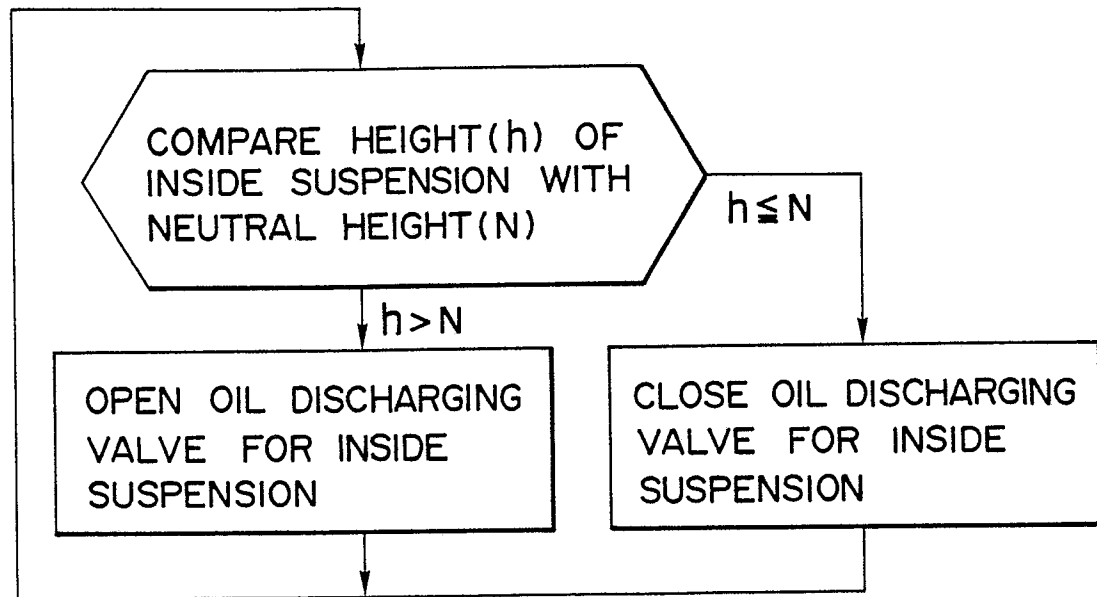 COMPARE HEIGHT(h) OF
INSIDE SUSPENSION WITH
NEUTRAL HEIGHT(N)
h≦N
h>N
OPEN OIL DISCHARGING
VALVE FOR INSIDE
SUSPENSION
CLOSE OIL DISCHARGING
VALVE FOR INSIDE
SUSPENSION